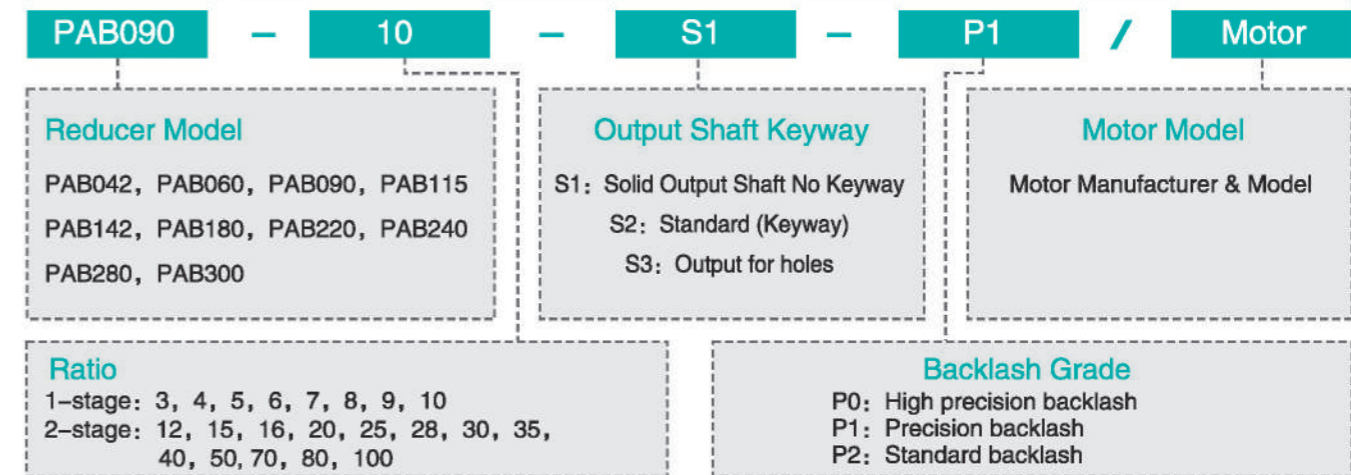 PAB090 – 10 – S1 – P1 / Motor
Reducer Model
PAB042, PAB060, PAB090, PAB115
PAB142, PAB180, PAB220, PAB240
PAB280, PAB300
Output Shaft Keyway
S1: Solid Output Shaft No Keyway
S2: Standard (Keyway)
S3: Output for holes
Motor Model
Motor Manufacturer & Model
Ratio
1–stage: 3, 4, 5, 6, 7, 8, 9, 10
2–stage: 12, 15, 16, 20, 25, 28, 30, 35,
40, 50, 70, 80, 100
Backlash Grade
P0: High precision backlash
P1: Precision backlash
P2: Standard backlash